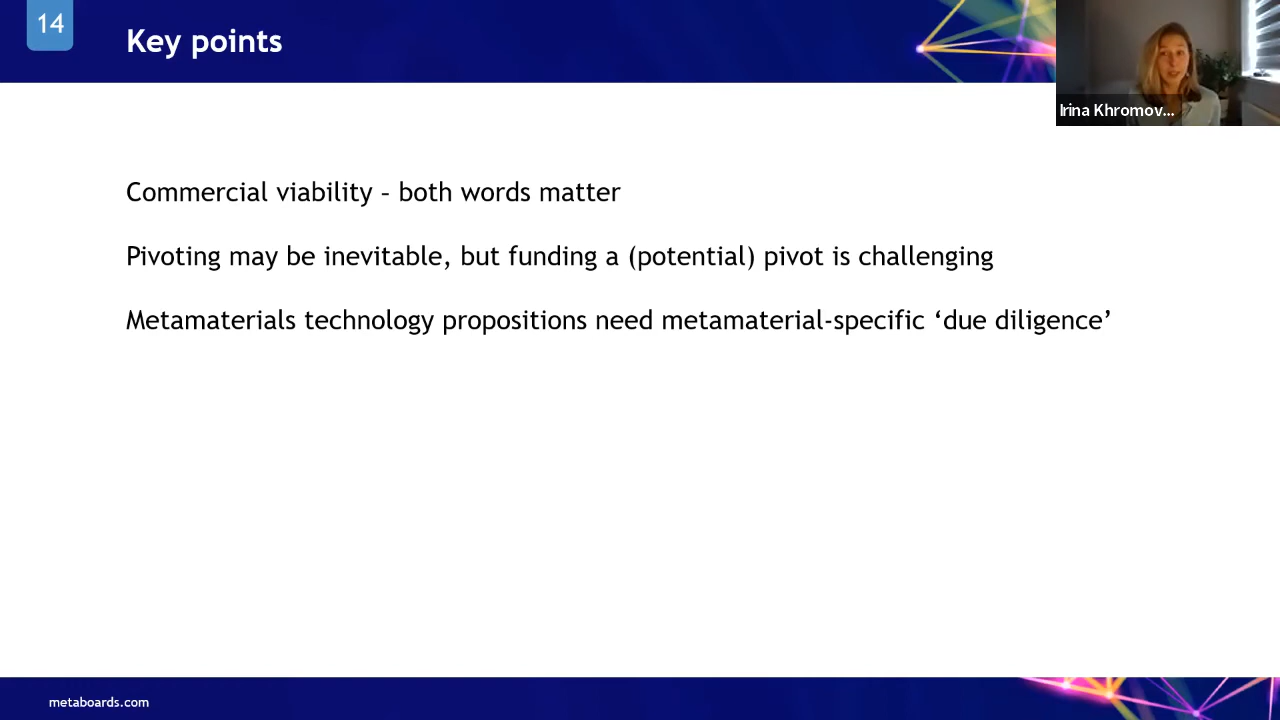 14
Key points
Irina Khromov...
Commercial viability – both words matter
Pivoting may be inevitable, but funding a (potential) pivot is challenging
Metamaterials technology propositions need metamaterial-specific ‘due diligence’
metaboards.com